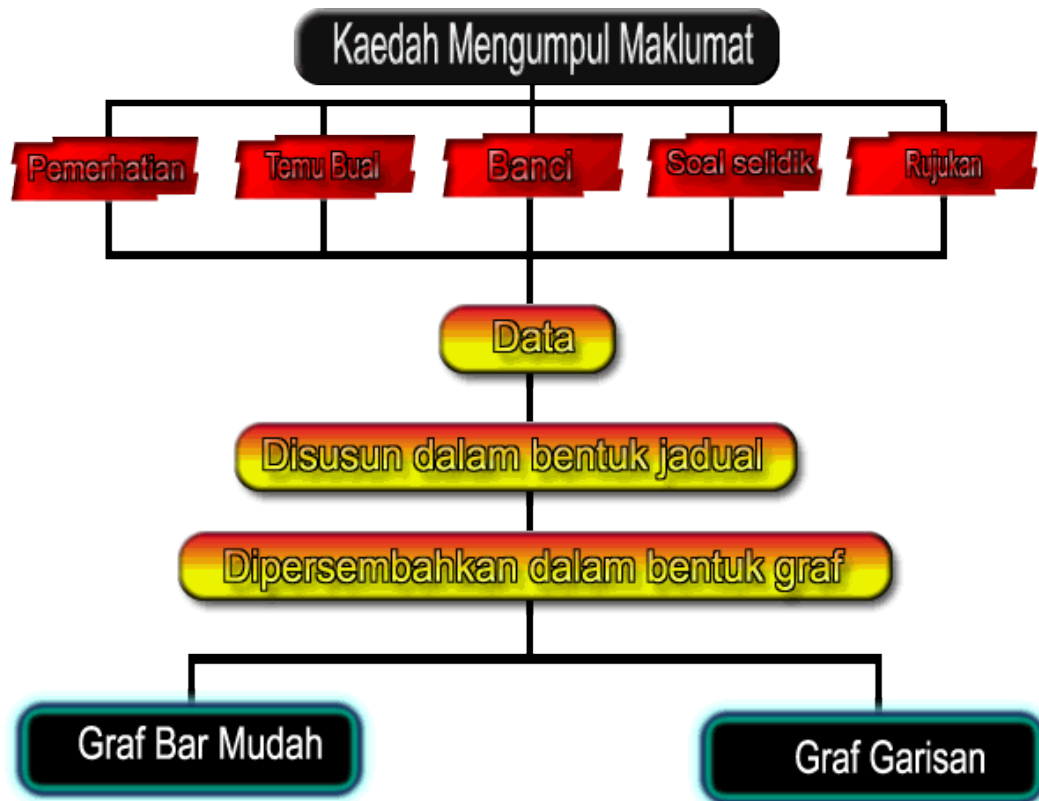 Kaedah Mengumpul Maklumat
Pemerhatian
Temu Bual
Banci
Soal selidik
Rujukan
Data
Disusun dalam bentuk jadual
Dipersembahkan dalam bentuk graf
Graf Bar Mudah
Graf Garisan